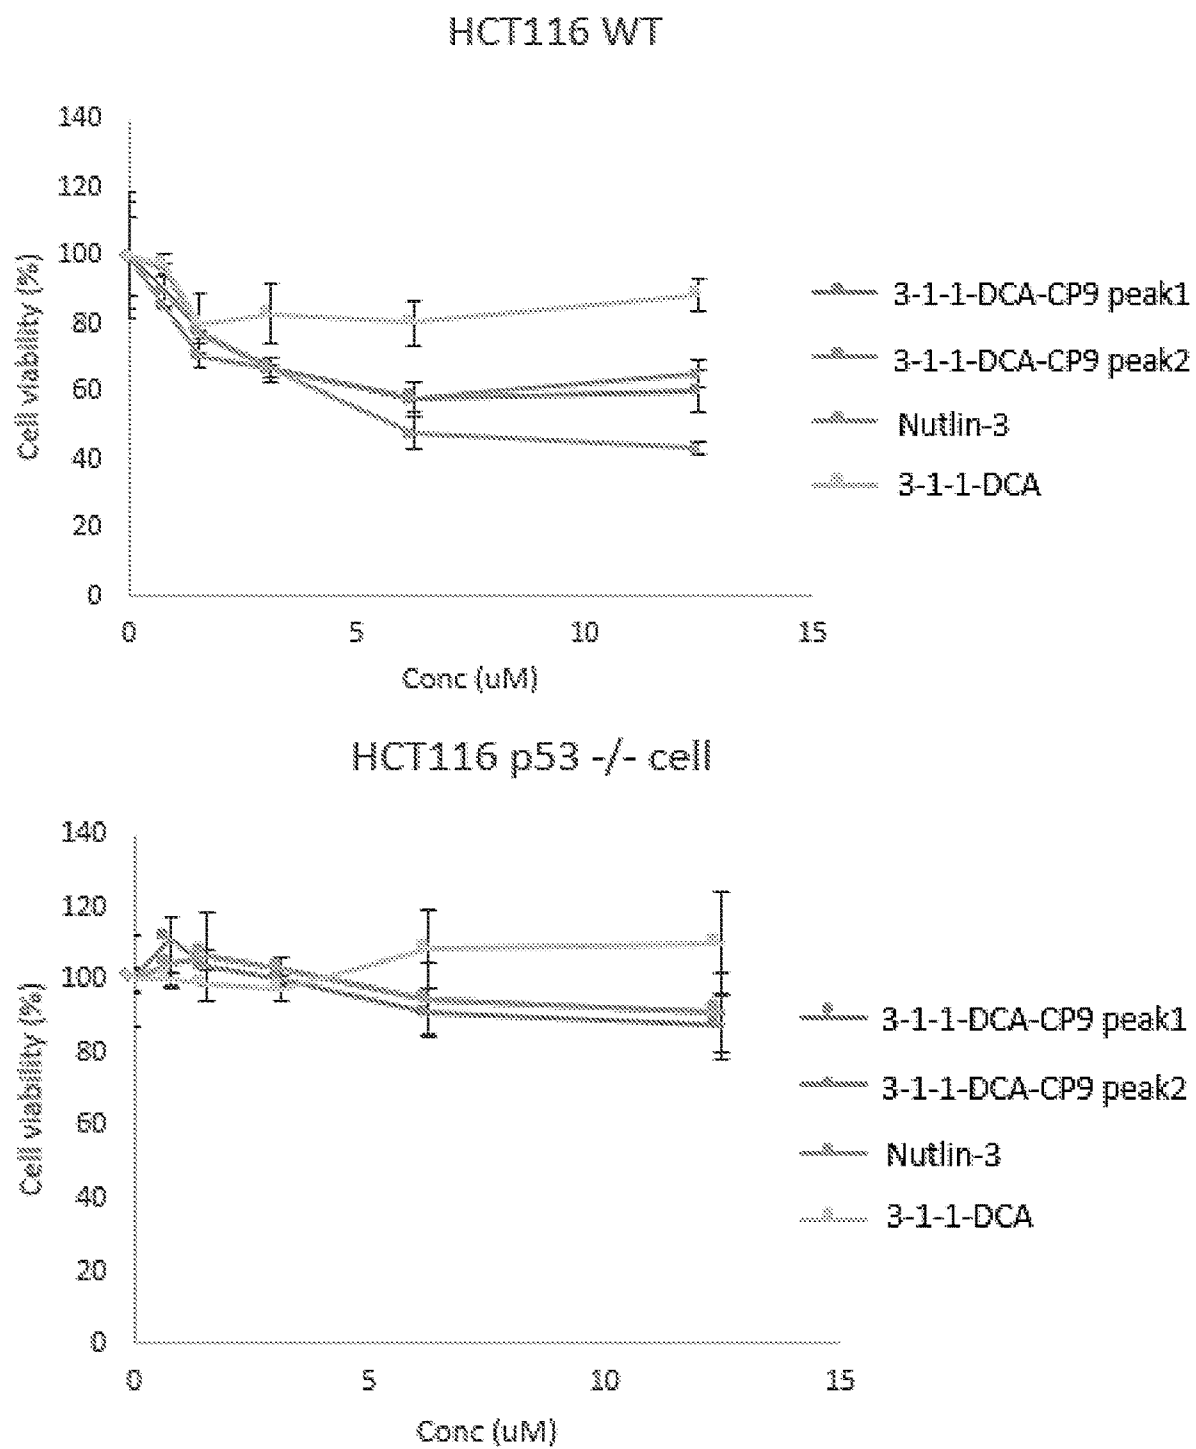 HCT116 WT
140
120
100
80
60
40
20
0
Cell viability (%)
0 5 10 15
Conc (uM)
3-1-1-DCA-CP9 peak1
3-1-1-DCA-CP9 peak2
Nutlin-3
3-1-1-DCA
HCT116 p53 -/- cell
140
120
100
80
60
40
20
0
Cell viability (%)
0 5 10 15
Conc (uM)
3-1-1-DCA-CP9 peak1
3-1-1-DCA-CP9 peak2
Nutlin-3
3-1-1-DCA